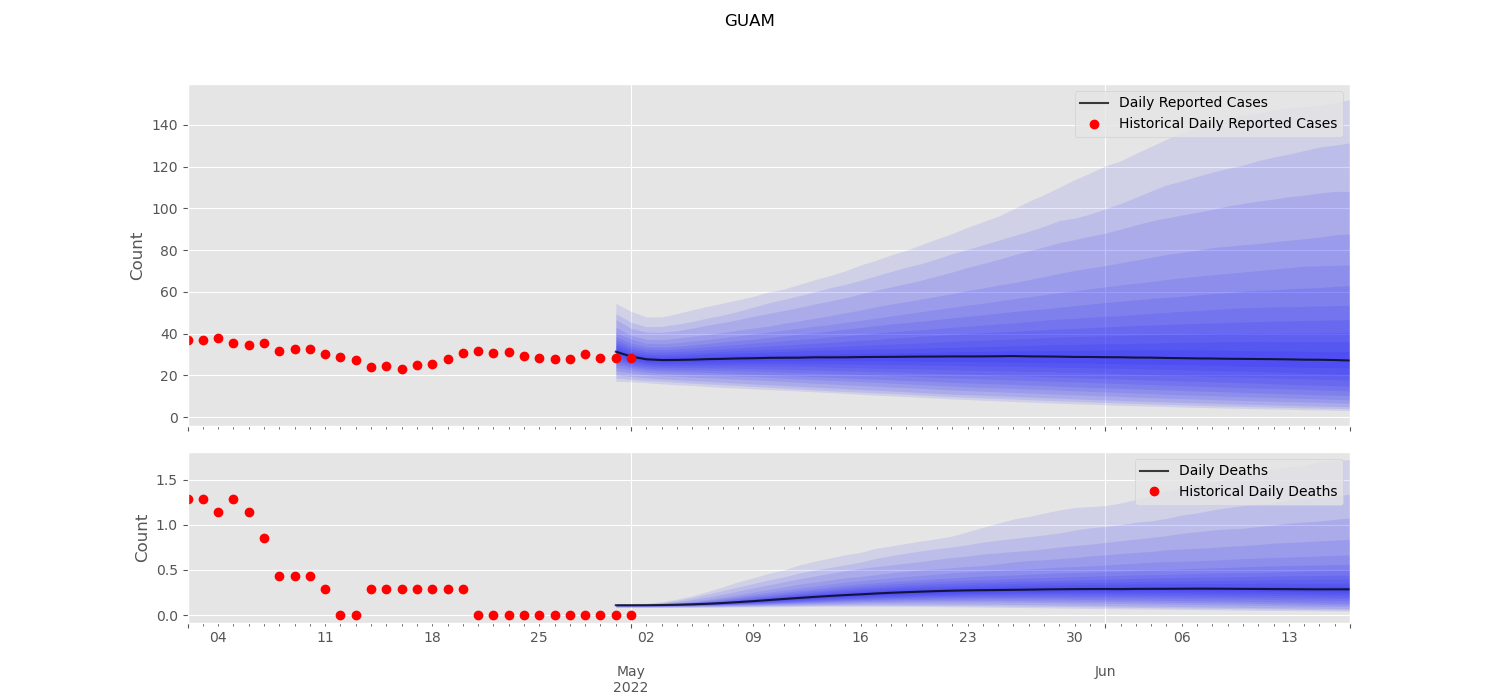 GUAM
Count
140
120
100
80
60
40
20
0
Daily Reported Cases
Historical Daily Reported Cases
Count
1.5
1.0
0.5
0.0
Daily Deaths
Historical Daily Deaths
04 11 18 25 02 09 16 23 30 06 13
May Jun
2022